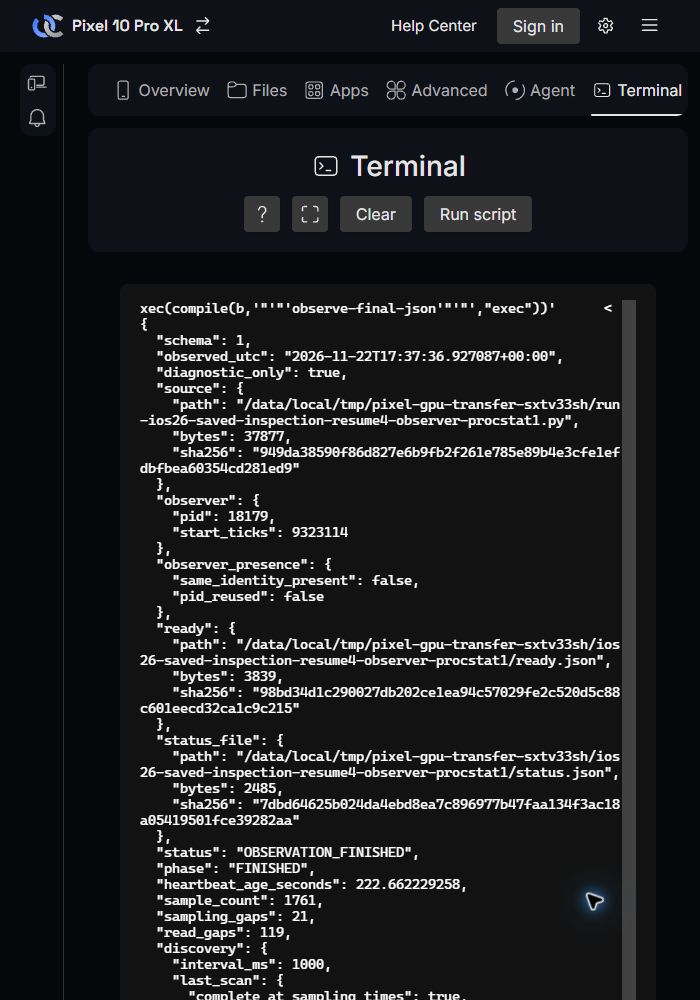 Pixel 10 Pro XL
Help Center
Sign in
Overview
Files
Apps
Advanced
Agent
Terminal
Terminal
?
Clear
Run script
xec(compile(b,'"'"'observe-final-json'"'"',"exec"))' <
{
"schema": 1,
"observed_utc": "2026-11-22T17:37:36.927087+00:00",
"diagnostic_only": true,
"source": {
"path": "/data/local/tmp/pixel-gpu-transfer-sxtv33sh/run
-ios26-saved-inspection-resume4-observer-procstat1.py",
"bytes": 37877,
"sha256": "949da38590f86d827e6b9fb2f261e785e89b4e3cfe1ef
dbfbea60354cd281ed9"
},
"observer": {
"pid": 18179,
"start_ticks": 9323114
},
"observer_presence": {
"same_identity_present": false,
"pid_reused": false
},
"ready": {
"path": "/data/local/tmp/pixel-gpu-transfer-sxtv33sh/ios
26-saved-inspection-resume4-observer-procstat1/ready.json",
"bytes": 3839,
"sha256": "98bd34d1c290027db202ce1ea94c57029fe2c520d5c88
c601eecd32ca1c9c215"
},
"status_file": {
"path": "/data/local/tmp/pixel-gpu-transfer-sxtv33sh/ios
26-saved-inspection-resume4-observer-procstat1/status.json",
"bytes": 2485,
"sha256": "7dbd64625b024da4ebd8ea7c896977b47faa134f3ac18
a05419501fce39282aa"
},
"status": "OBSERVATION_FINISHED",
"phase": "FINISHED",
"heartbeat_age_seconds": 222.662229258,
"sample_count": 1761,
"sampling_gaps": 21,
"read_gaps": 119,
"discovery": {
"interval_ms": 1000,
"last_scan": {
"complete_at_sampling_times": true,